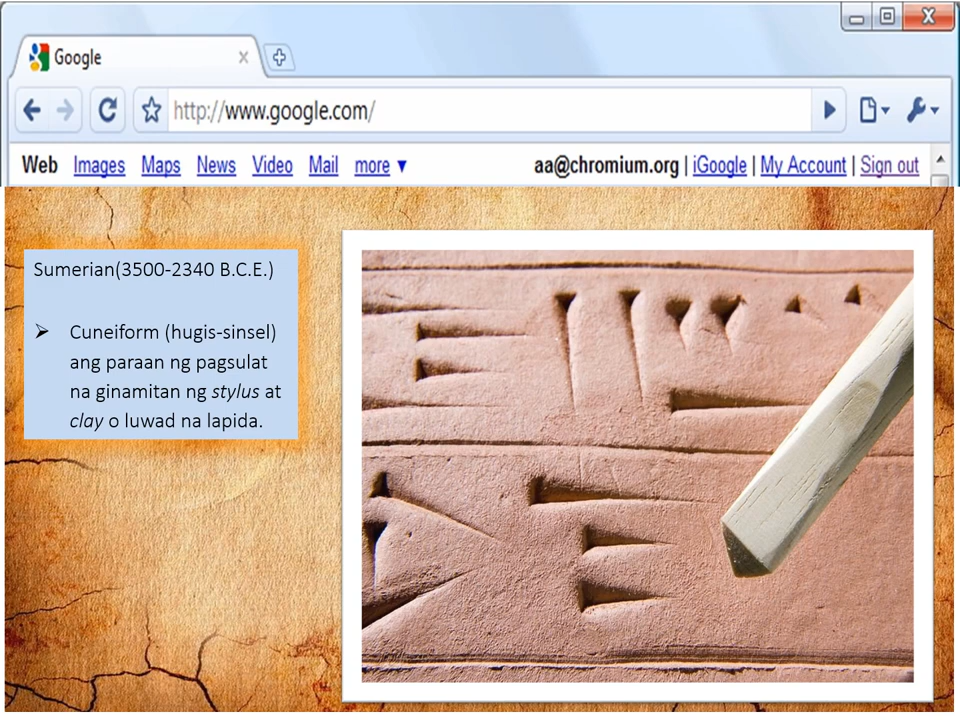 Google
http://www.google.com/
Web Images Maps News Video Mail more ▼ aa@chromium.org | iGoogle | My Account | Sign out
Sumerian(3500-2340 B.C.E.)
➢ Cuneiform (hugis-sinsel)
ang paraan ng pagsulat
na ginamitan ng stylus at
clay o luwad na lapida.